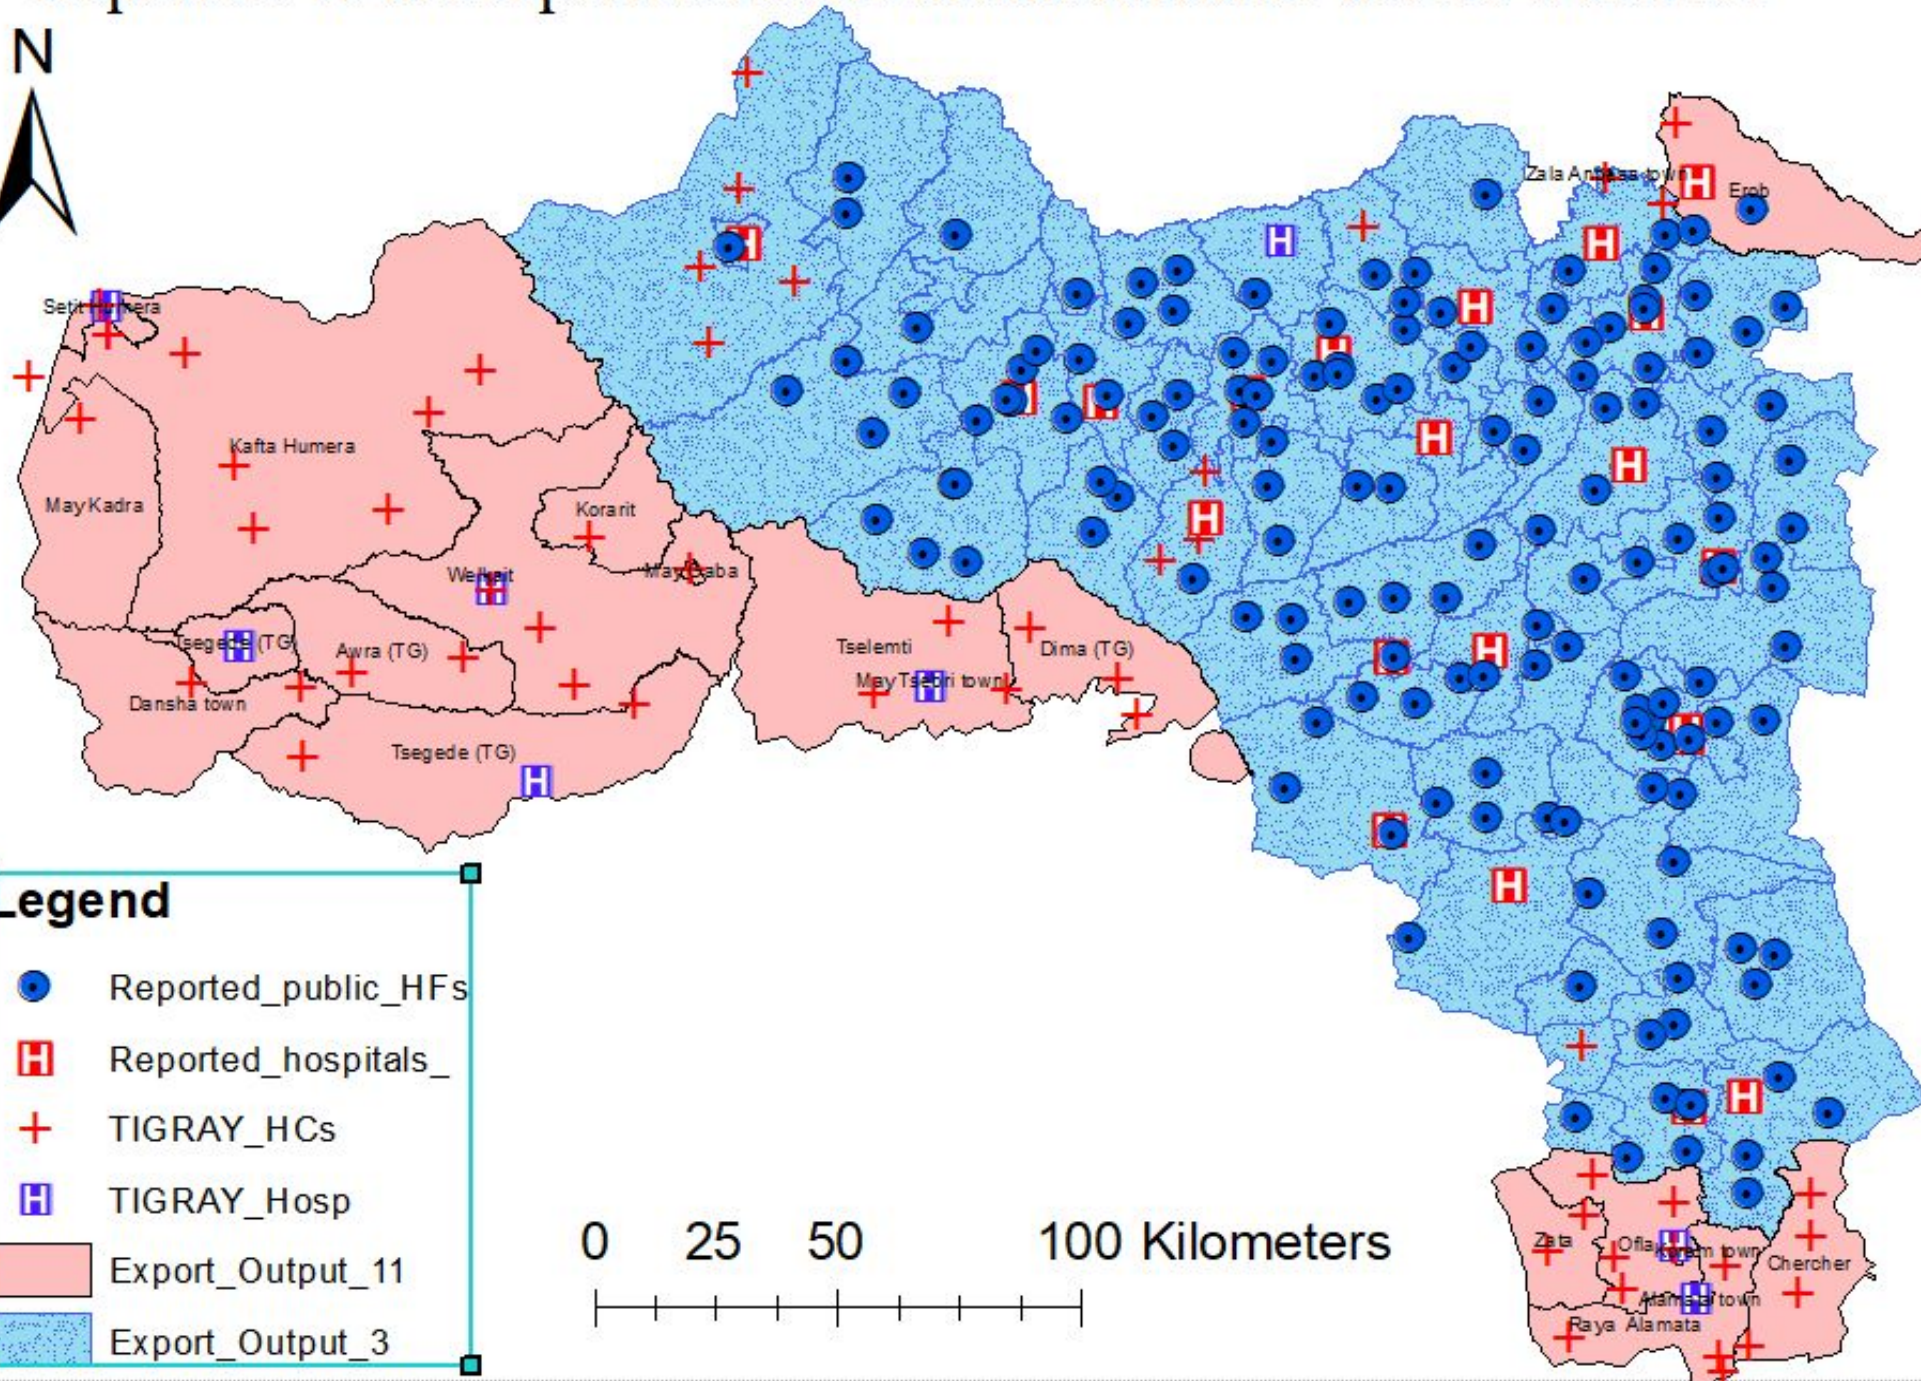 N
Zala Anbessa town
Erob
Setit Humera
Kafta Humera
May Kadra
Korarit
Welkait
May Gaba
Tsegede (TG)
Awra (TG)
Tselemti
Dima (TG)
May Tsebri town
Dansha town
Tsegede (TG)
Legend
Reported_public_HFs
H Reported_hospitals_
TIGRAY_HCs
H TIGRAY_Hosp
Export_Output_11
Export_Output_3
0 25 50 100 Kilometers
Zata
Ofla
Korem town
Chercher
Alamata town
Raya Alamata